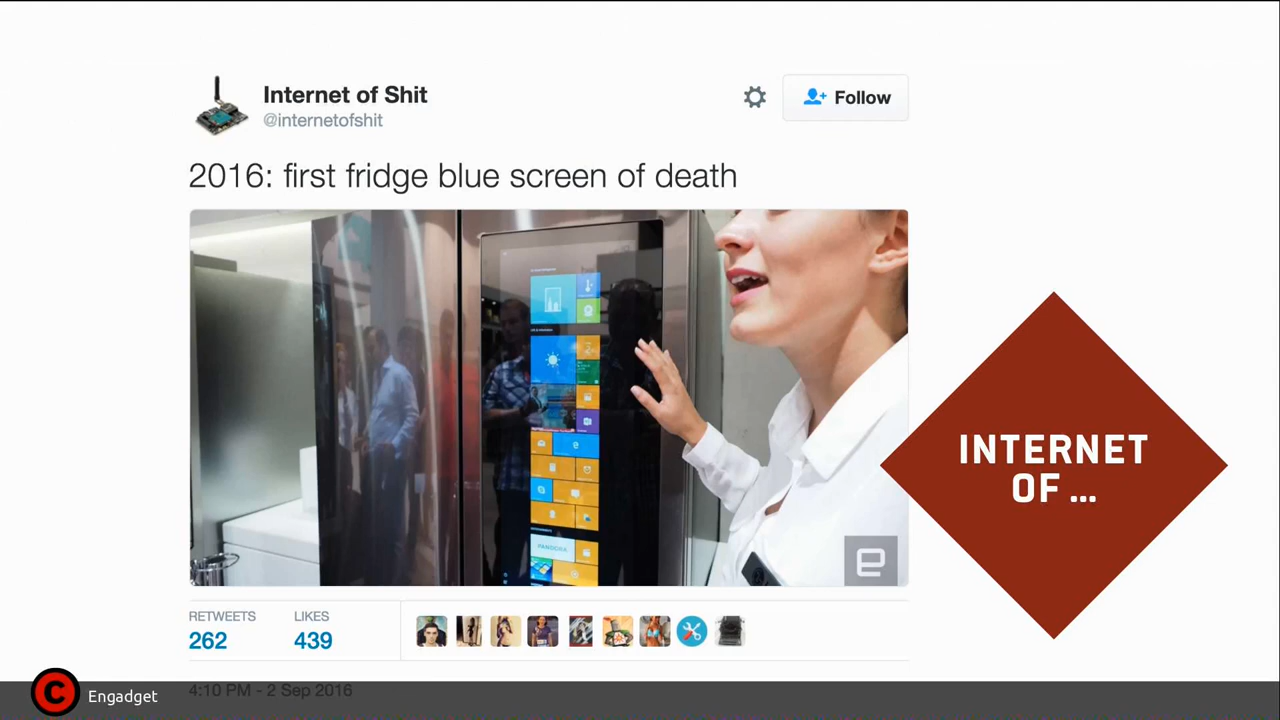 Internet of Shit
@internetofshit
Follow
2016: first fridge blue screen of death
PANDORA
e
INTERNET
OF ...
RETWEETS
LIKES
262
439
4:10 PM - 2 Sep 2016
C
Engadget